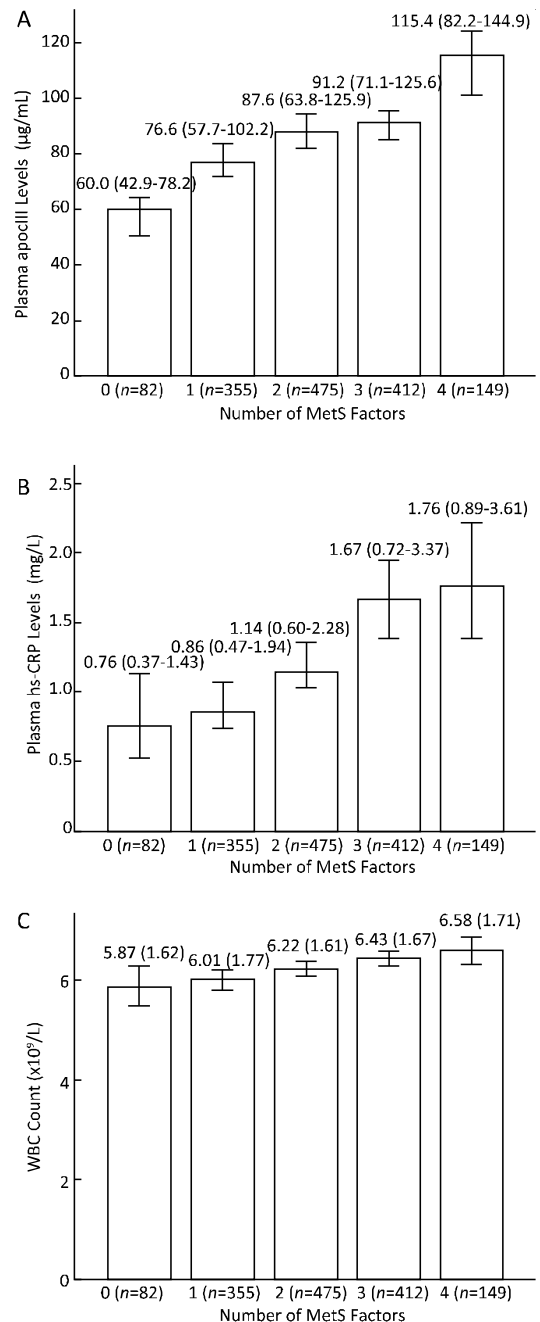 A
115.4 (82.2-144.9)
120
91.2 (71.1-125.6)
87.6 (63.8-125.9)
100
76.6 (57.7-102.2)
80
60.0 (42.9-78.2)
60
40
20
0
Plasma apocIII Levels (µg/mL)
0 (n=82) 1 (n=355) 2 (n=475) 3 (n=412) 4 (n=149)
Number of MetS Factors
B
2.5
1.76 (0.89-3.61)
2.0
1.67 (0.72-3.37)
1.5
1.14 (0.60-2.28)
0.86 (0.47-1.94)
0.76 (0.37-1.43)
1.0
0.5
0
Plasma hs-CRP Levels (mg/L)
0 (n=82) 1 (n=355) 2 (n=475) 3 (n=412) 4 (n=149)
Number of MetS Factors
C
5.87 (1.62) 6.01 (1.77) 6.22 (1.61) 6.43 (1.67) 6.58 (1.71)
6
4
2
0
WBC Count (x10⁹/L)
0 (n=82) 1 (n=355) 2 (n=475) 3 (n=412) 4 (n=149)
Number of MetS Factors